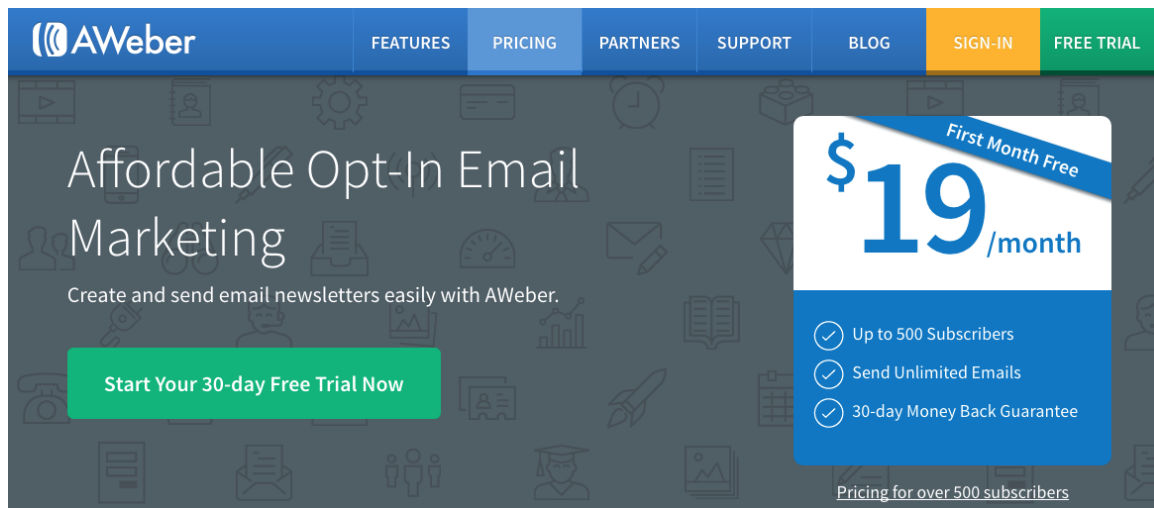 AWeber
FEATURES
PRICING
PARTNERS
SUPPORT
BLOG
SIGN-IN
FREE TRIAL
Affordable Opt-In Email
Marketing
Create and send email newsletters easily with AWeber.
Start Your 30-day Free Trial Now
First Month Free
$19/month
Up to 500 Subscribers
Send Unlimited Emails
30-day Money Back Guarantee
Pricing for over 500 subscribers